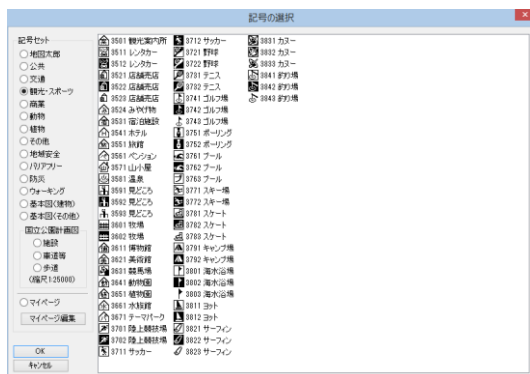 記号の選択
記号セット
地図太郎
公共
交通
観光・スポーツ
商業
動物
植物
その他
地域安全
バリアフリー
防災
ウォーキング
基本図(建物)
基本図(その他)
国立公園計画図
施設
車道等
歩道
(縮尺1:25000)
マイページ
マイページ編集
OK
キャンセル
3501 観光案内所
3511 レンタカー
3512 レンタカー
3521 店舗売店
3522 店舗売店
3523 店舗売店
3524 みやげ物
3531 宿泊施設
3541 ホテル
3551 旅館
3561 ペンション
3571 山小屋
3581 温泉
3591 見どころ
3592 見どころ
3593 見どころ
3601 牧場
3602 牧場
3611 博物館
3621 美術館
3631 競馬場
3641 動物園
3651 植物園
3661 水族館
3671 テーマパーク
3701 陸上競技場
3702 陸上競技場
3711 サッカー
3712 サッカー
3721 野球
3722 野球
3731 テニス
3732 テニス
3741 ゴルフ場
3742 ゴルフ場
3743 ゴルフ場
3751 ボーリング
3752 ボーリング
3761 プール
3762 プール
3763 プール
3771 スキー場
3772 スキー場
3781 スケート
3782 スケート
3783 スケート
3791 キャンプ場
3792 キャンプ場
3801 海水浴場
3802 海水浴場
3803 海水浴場
3811 ヨット
3812 ヨット
3821 サーフィン
3822 サーフィン
3823 サーフィン
3831 カヌー
3832 カヌー
3833 カヌー
3841 釣り場
3842 釣り場
3843 釣り場